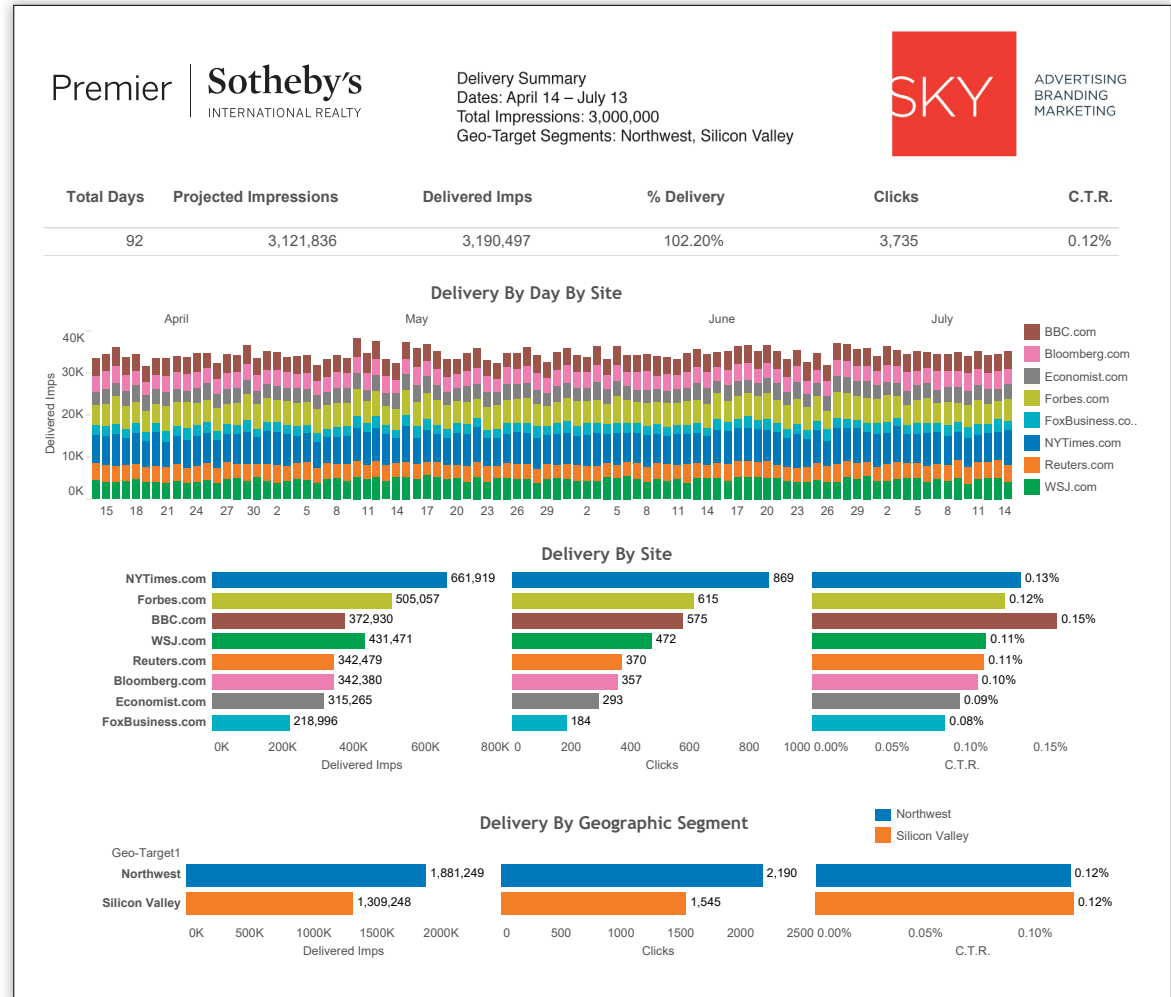 Premier
Sotheby's
INTERNATIONAL REALTY
Delivery Summary
Dates: April 14 – July 13
Total Impressions: 3,000,000
Geo-Target Segments: Northwest, Silicon Valley
SKY
ADVERTISING
BRANDING
MARKETING
Total Days Projected Impressions Delivered Imps % Delivery Clicks C.T.R.
92 3,121,836 3,190,497 102.20% 3,735 0.12%
Delivery By Day By Site
April May June July
40K
30K
20K
10K
0K
Delivered Imps
15 18 21 24 27 30 2 5 8 11 14 17 20 23 26 29 2 5 8 11 14 17 20 23 26 29 2 5 8 11 14
BBC.com
Bloomberg.com
Economist.com
Forbes.com
FoxBusiness.co..
NYTimes.com
Reuters.com
WSJ.com
Delivery By Site
NYTimes.com 661,919 869 0.13%
Forbes.com 505,057 615 0.12%
BBC.com 372,930 575 0.15%
WSJ.com 431,471 472 0.11%
Reuters.com 342,479 370 0.11%
Bloomberg.com 342,380 357 0.10%
Economist.com 315,265 293 0.09%
FoxBusiness.com 218,996 184 0.08%
0K 200K 400K 600K 800K 0 200 400 600 800 1000 0.00% 0.05% 0.10% 0.15%
Delivered Imps Clicks C.T.R.
Delivery By Geographic Segment
Northwest
Silicon Valley
Geo-Target1
Northwest 1,881,249 2,190 0.12%
Silicon Valley 1,309,248 1,545 0.12%
0K 500K 1000K 1500K 2000K 0 500 1000 1500 2000 2500 0.00% 0.05% 0.10%
Delivered Imps Clicks C.T.R.